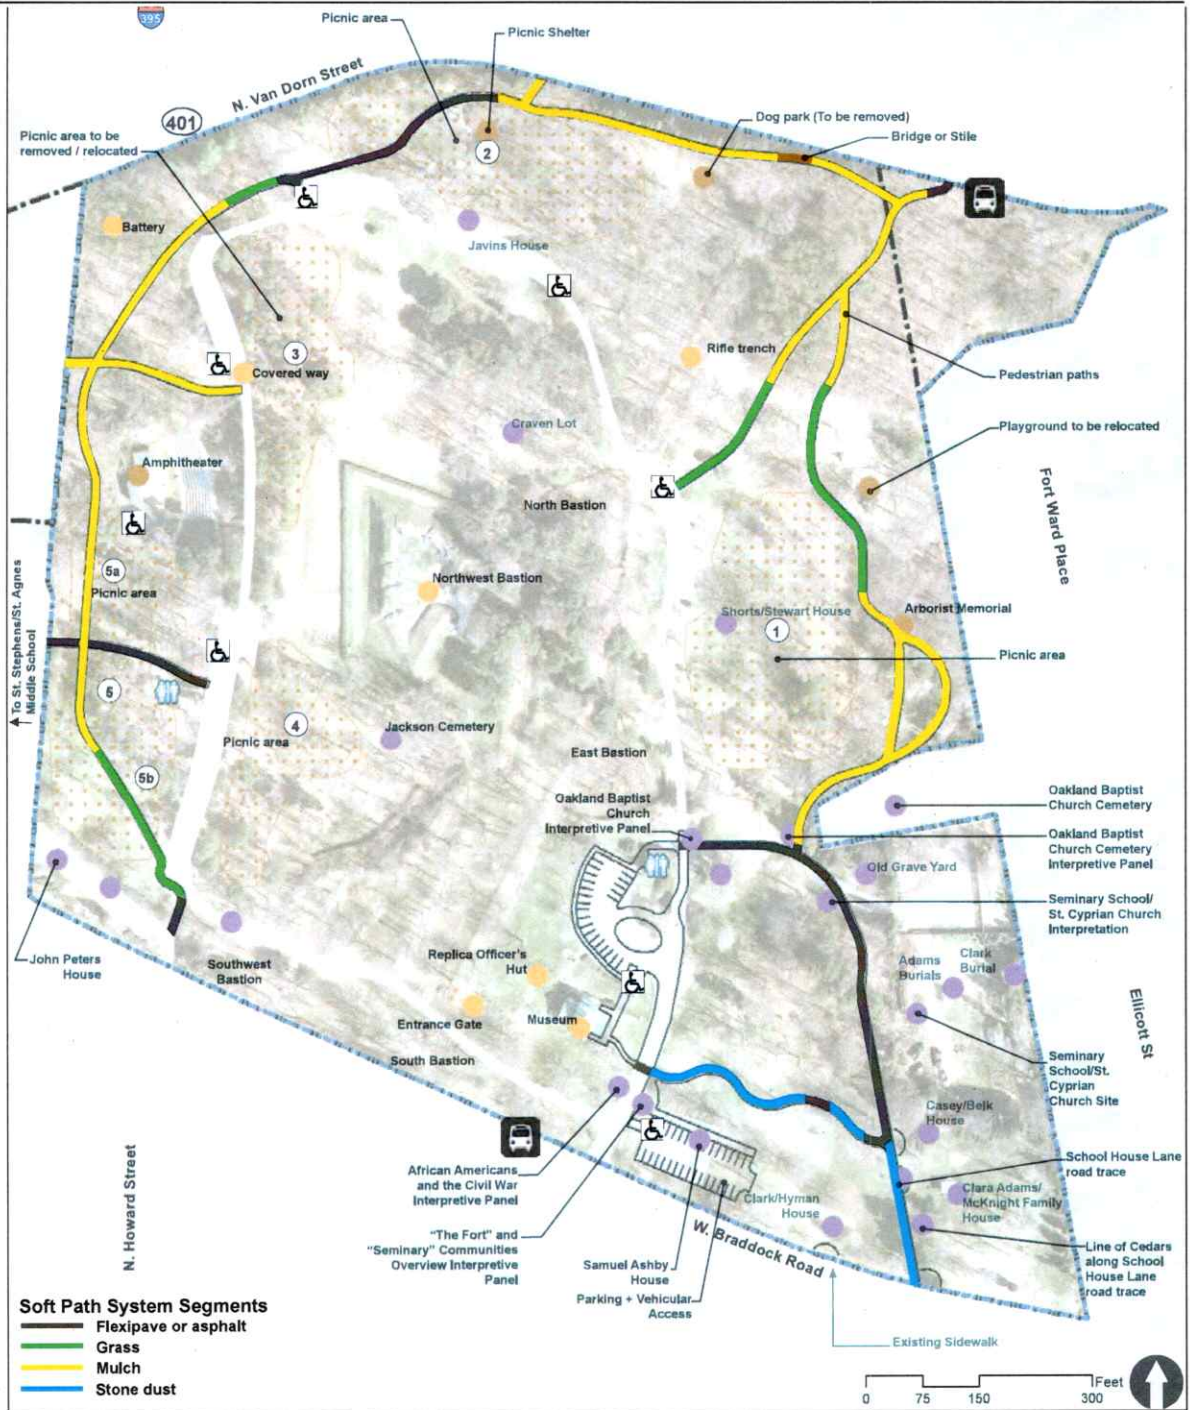 395
Picnic area
Picnic Shelter
N. Van Dorn Street
401
Dog park (To be removed)
Bridge or Stile
Picnic area to be
removed / relocated
2
Battery
Javins House
Rifle trench
3
Covered way
Pedestrian paths
Craven Lot
Playground to be relocated
Amphitheater
North Bastion
Fort Ward Place
5a
Picnic area
Northwest Bastion
Shorts/Stewart House
1
Arborist Memorial
Picnic area
To St. Stephens/St. Agnes
Middle School
5
4
Picnic area
Jackson Cemetery
East Bastion
5b
Oakland Baptist
Church
Interpretive Panel
Oakland Baptist
Church Cemetery
Oakland Baptist
Church Cemetery
Interpretive Panel
Old Grave Yard
Seminary School/
St. Cyprian Church
Interpretation
John Peters
House
Southwest
Bastion
Replica Officer's
Hut
Adams
Burials
Clark
Burial
Entrance Gate
Museum
Ellicott St
South Bastion
Seminary
School/St.
Cyprian
Church Site
Casey/Belk
House
African Americans
and the Civil War
Interpretive Panel
School House Lane
road trace
Clara Adams/
McKnight Family
House
Clark/Hyman
House
N. Howard Street
"The Fort" and
"Seminary" Communities
Overview Interpretive
Panel
W. Braddock Road
Line of Cedars
along School
House Lane
road trace
Samuel Ashby
House
Parking + Vehicular
Access
Existing Sidewalk
Soft Path System Segments
Flexipave or asphalt
Grass
Mulch
Stone dust
Feet
0 75 150 300